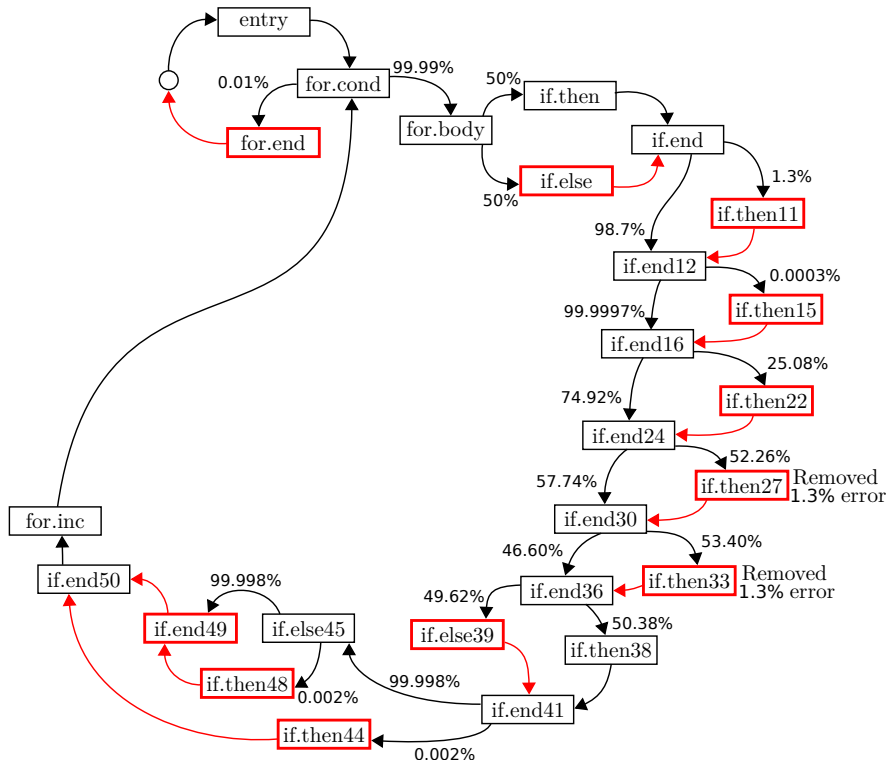 entry
for.cond
99.99%
0.01%
50%
if.then
for.body
for.end
if.end
50%
if.else
1.3%
if.then11
98.7%
if.end12
0.0003%
if.then15
99.9997%
if.end16
25.08%
if.then22
74.92%
if.end24
52.26%
if.then27
Removed
1.3% error
57.74%
if.end30
for.inc
53.40%
46.60%
if.then33
Removed
1.3% error
if.end50
99.998%
if.end36
49.62%
50.38%
if.end49
if.else45
if.else39
if.then38
if.then48
0.002%
99.998%
if.end41
if.then44
0.002%